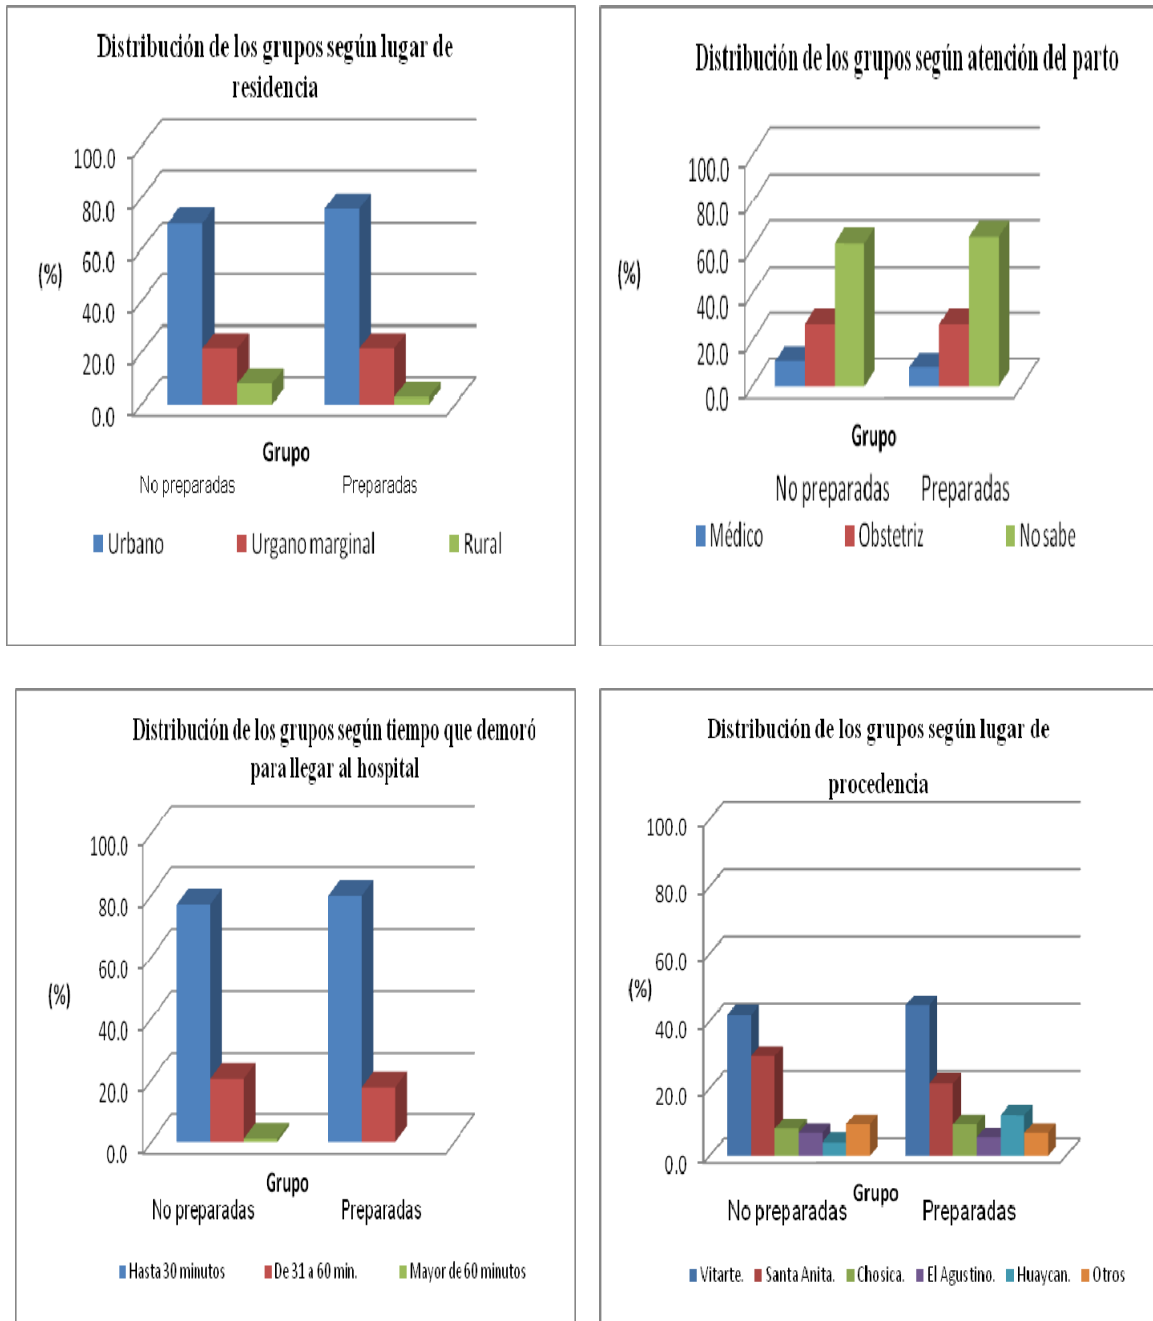 Distribución de los grupos según lugar de
residencia
100.0
80.0
60.0
40.0
20.0
0.0
(%)
Grupo
No preparadas Preparadas
Urbano Urgano marginal Rural
Distribución de los grupos según atención del parto
100.0
80.0
60.0
40.0
20.0
0.0
(%)
Grupo
No preparadas Preparadas
Médico Obstetriz No sabe
Distribución de los grupos según tiempo que demoró
para llegar al hospital
100.0
80.0
60.0
40.0
20.0
0.0
(%)
Grupo
No preparadas Preparadas
Hasta 30 minutos De 31 a 60 min. Mayor de 60 minutos
Distribución de los grupos según lugar de
procedencia
100.0
80.0
60.0
40.0
20.0
0.0
(%)
Grupo
No preparadas Preparadas
Vitarte. Santa Anita. Chosica. El Agustino. Huaycan. Otros